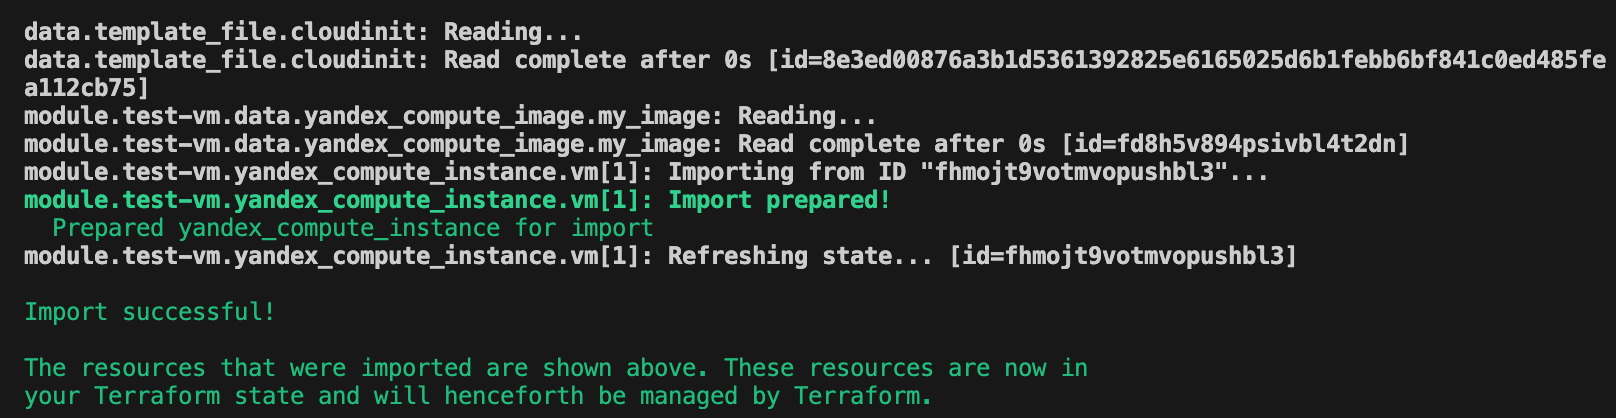 data.template_file.cloudinit: Reading...
data.template_file.cloudinit: Read complete after 0s [id=8e3ed00876a3b1d5361392825e6165025d6b1febb6bf841c0ed485fe
a112cb75]
module.test-vm.data.yandex_compute_image.my_image: Reading...
module.test-vm.data.yandex_compute_image.my_image: Read complete after 0s [id=fd8h5v894psivbl4t2dn]
module.test-vm.yandex_compute_instance.vm[1]: Importing from ID "fhmojt9votmvopushbl3"...
module.test-vm.yandex_compute_instance.vm[1]: Import prepared!
  Prepared yandex_compute_instance for import
module.test-vm.yandex_compute_instance.vm[1]: Refreshing state... [id=fhmojt9votmvopushbl3]

Import successful!

The resources that were imported are shown above. These resources are now in
your Terraform state and will henceforth be managed by Terraform.